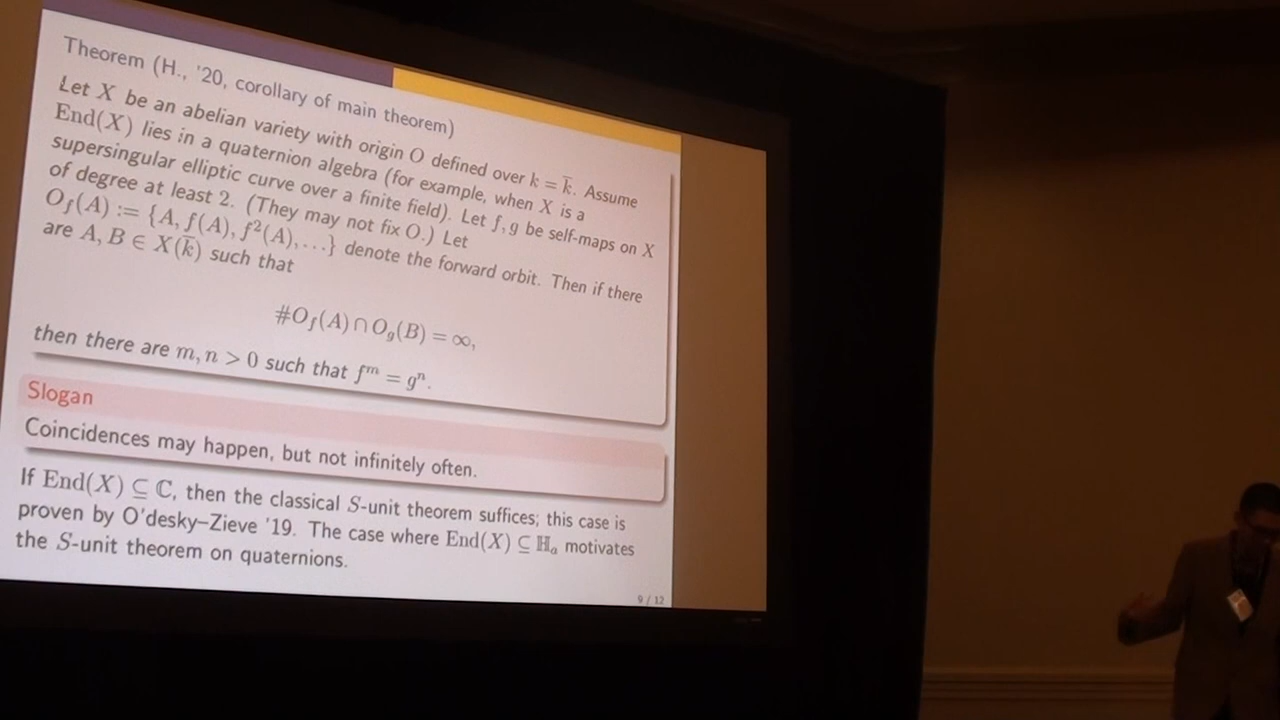 Theorem (H., '20, corollary of main theorem)
Let X be an abelian variety with origin O defined over k = k̅. Assume
End(X) lies in a quaternion algebra (for example, when X is a
supersingular elliptic curve over a finite field). Let f, g be self-maps on X
of degree at least 2. (They may not fix O.) Let
O_f(A) := {A, f(A), f²(A), . . .} denote the forward orbit. Then if there
are A, B ∈ X(k̅) such that
#O_f(A) ∩ O_g(B) = ∞,
then there are m, n > 0 such that fᵐ = gⁿ.
Slogan
Coincidences may happen, but not infinitely often.
If End(X) ⊆ ℂ, then the classical S-unit theorem suffices; this case is
proven by O'desky–Zieve '19. The case where End(X) ⊆ ℍₐ motivates
the S-unit theorem on quaternions.
9 / 12